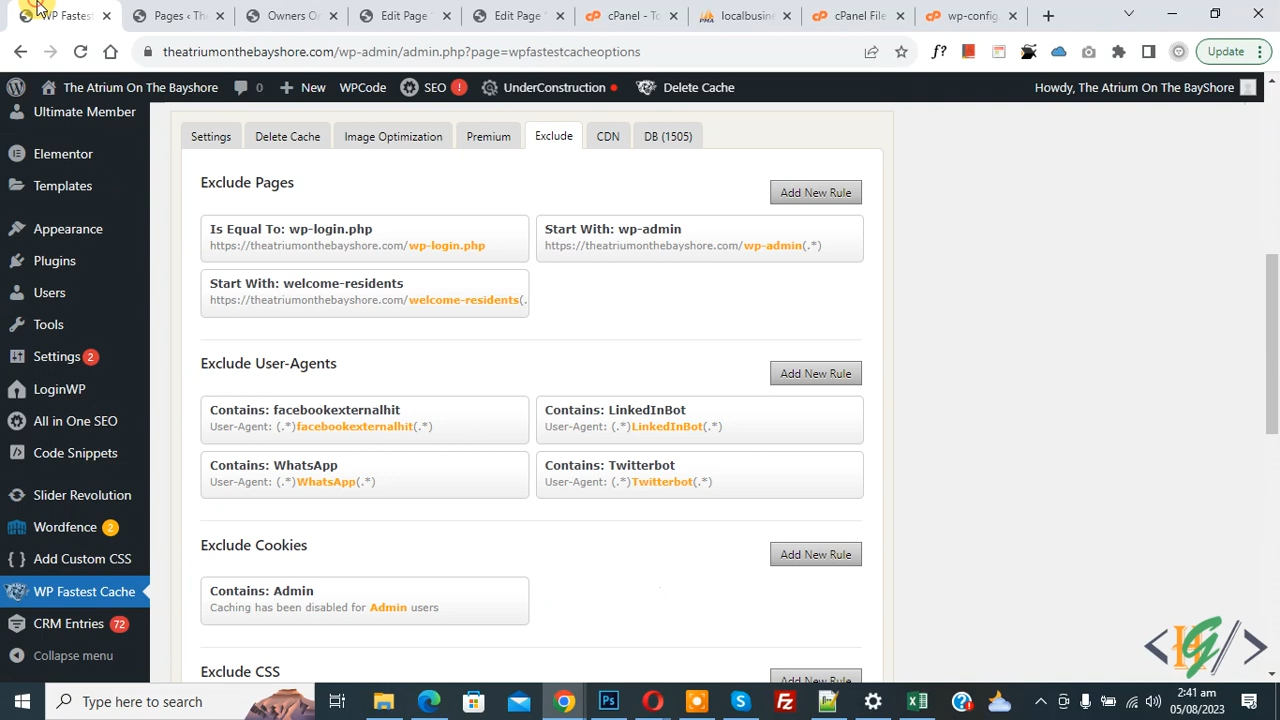 WP Fastest
Pages ‹ The
Owners O
Edit Page
Edit Page "
cPanel - To
localbusin
cPanel File
wp-config.
theatriumonthebayshore.com/wp-admin/admin.php?page=wpfastestcacheoptions
f?
Update
The Atrium On The Bayshore
0
New
WPCode
SEO
!
UnderConstruction
Delete Cache
Howdy, The Atrium On The BayShore
Ultimate Member
Elementor
Templates
Appearance
Plugins
Users
Tools
Settings 2
LoginWP
All in One SEO
Code Snippets
Slider Revolution
Wordfence 2
Add Custom CSS
WP Fastest Cache
CRM Entries 72
Collapse menu
Settings
Delete Cache
Image Optimization
Premium
Exclude
CDN
DB (1505)
Exclude Pages
Add New Rule
Is Equal To: wp-login.php
https://theatriumonthebayshore.com/wp-login.php
Start With: wp-admin
https://theatriumonthebayshore.com/wp-admin(.*)
Start With: welcome-residents
https://theatriumonthebayshore.com/welcome-residents(.
Exclude User-Agents
Add New Rule
Contains: facebookexternalhit
User-Agent: (.*)facebookexternalhit(.*)
Contains: LinkedInBot
User-Agent: (.*)LinkedInBot(.*)
Contains: WhatsApp
User-Agent: (.*)WhatsApp(.*)
Contains: Twitterbot
User-Agent: (.*)Twitterbot(.*)
Exclude Cookies
Add New Rule
Contains: Admin
Caching has been disabled for Admin users
Exclude CSS
Add New Rule
Type here to search
2:41 am
05/08/2023